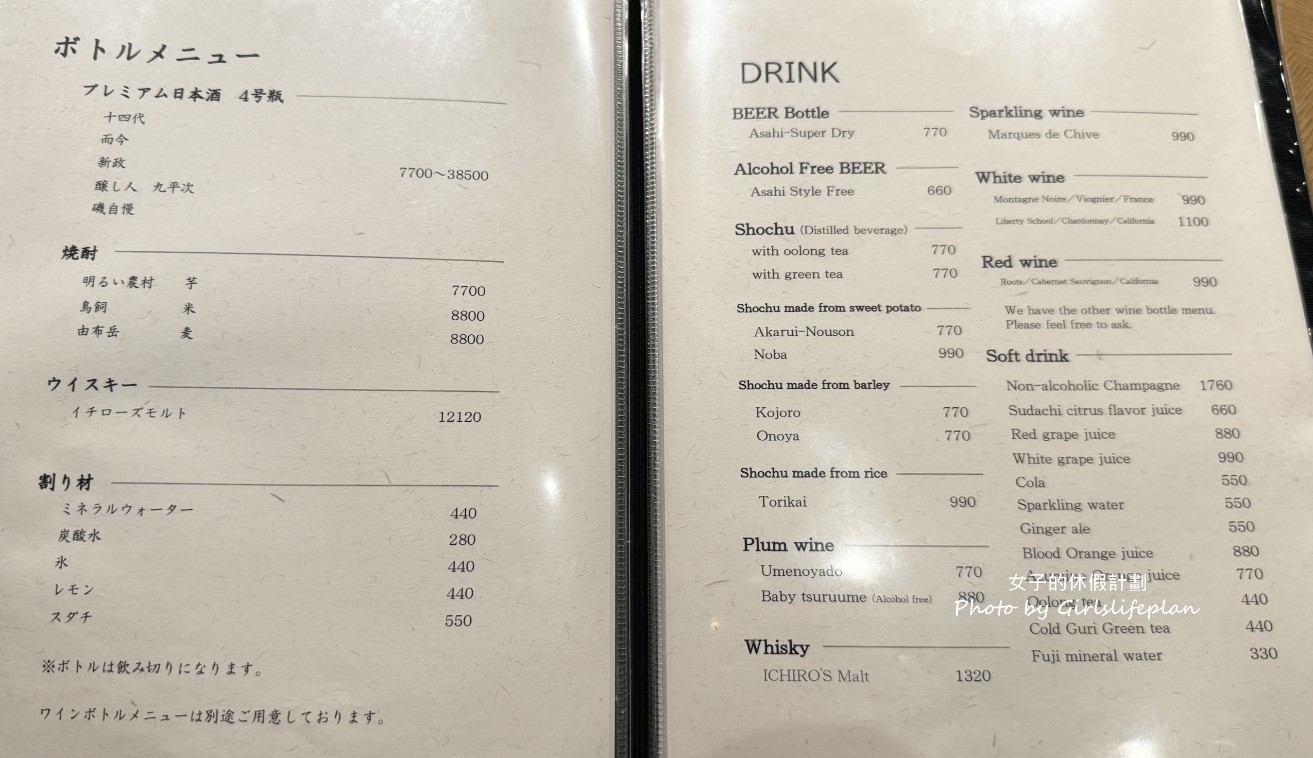 ボトルメニュー
プレミアム日本酒 4号瓶
十四代
而今
新政
7700～38500
醸し人 九平次
磯自慢
焼酎
明るい農村 芋 7700
鳥飼 米 8800
由布岳 麦 8800
ウイスキー
イチローズモルト 12120
割り材
ミネラルウォーター 440
炭酸水 280
氷 440
レモン 440
スダチ 550
※ボトルは飲み切りになります。
ワインボトルメニューは別途ご用意しております。
DRINK
BEER Bottle
Asahi-Super Dry 770
Alcohol Free BEER
Asahi Style Free 660
Shochu (Distilled beverage)
with oolong tea 770
with green tea 770
Shochu made from sweet potato
Akarui-Nouson 770
Noba 990
Shochu made from barley
Kojoro 770
Onoya 770
Shochu made from rice
Torikai 990
Plum wine
Umenoyado 770
Baby tsuruume (Alcohol free) 880
Whisky
ICHIRO'S Malt 1320
Sparkling wine
Marques de Chive 990
White wine
Montagne Noire/Viognier/France 990
Liberty School/Chardonnay/California 1100
Red wine
Roots/Cabernet Sauvignon/California 990
We have the other wine bottle menu.
Please feel free to ask.
Soft drink
Non-alcoholic Champagne 1760
Sudachi citrus flavor juice 660
Red grape juice 880
White grape juice 990
Cola 550
Sparkling water 550
Ginger ale 550
Blood Orange juice 880
Orange juice 770
Oolong tea 440
Cold Guri Green tea 440
Fuji mineral water 330
女子的休假計劃
Photo by Girlslifeplan